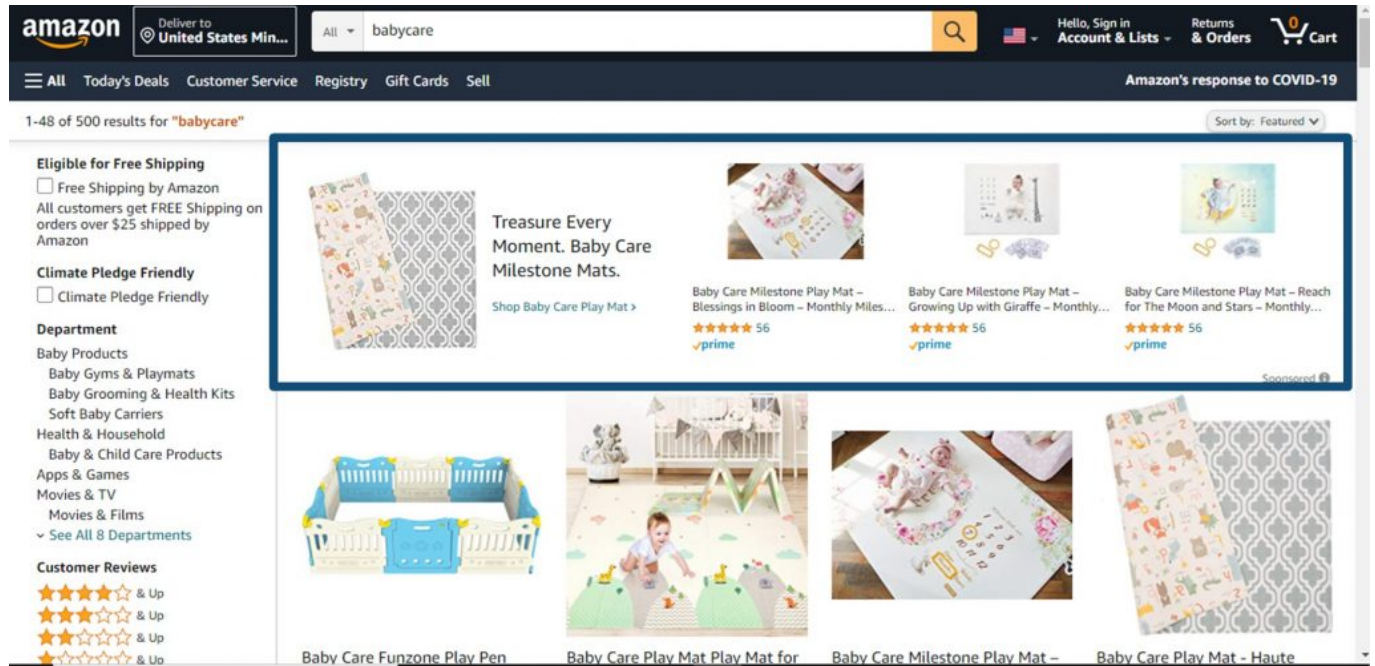 amazon
Deliver to
United States Min...
All
babycare
Hello, Sign in
Account & Lists
Returns
& Orders
0
Cart
All
Today's Deals
Customer Service
Registry
Gift Cards
Sell
Amazon's response to COVID-19
1-48 of 500 results for "babycare"
Sort by: Featured
Eligible for Free Shipping
Free Shipping by Amazon
All customers get FREE Shipping on
orders over $25 shipped by
Amazon
Climate Pledge Friendly
Climate Pledge Friendly
Department
Baby Products
Baby Gyms & Playmats
Baby Grooming & Health Kits
Soft Baby Carriers
Health & Household
Baby & Child Care Products
Apps & Games
Movies & TV
Movies & Films
See All 8 Departments
Customer Reviews
& Up
& Up
& Up
& Up
Treasure Every
Moment. Baby Care
Milestone Mats.
Shop Baby Care Play Mat ›
Baby Care Milestone Play Mat –
Blessings in Bloom – Monthly Miles...
56
prime
Baby Care Milestone Play Mat –
Growing Up with Giraffe – Monthly...
56
prime
Baby Care Milestone Play Mat – Reach
for The Moon and Stars – Monthly...
56
prime
Sponsored
Baby Care Funzone Play Pen
Baby Care Play Mat Play Mat for
Baby Care Milestone Play Mat –
Baby Care Play Mat - Haute